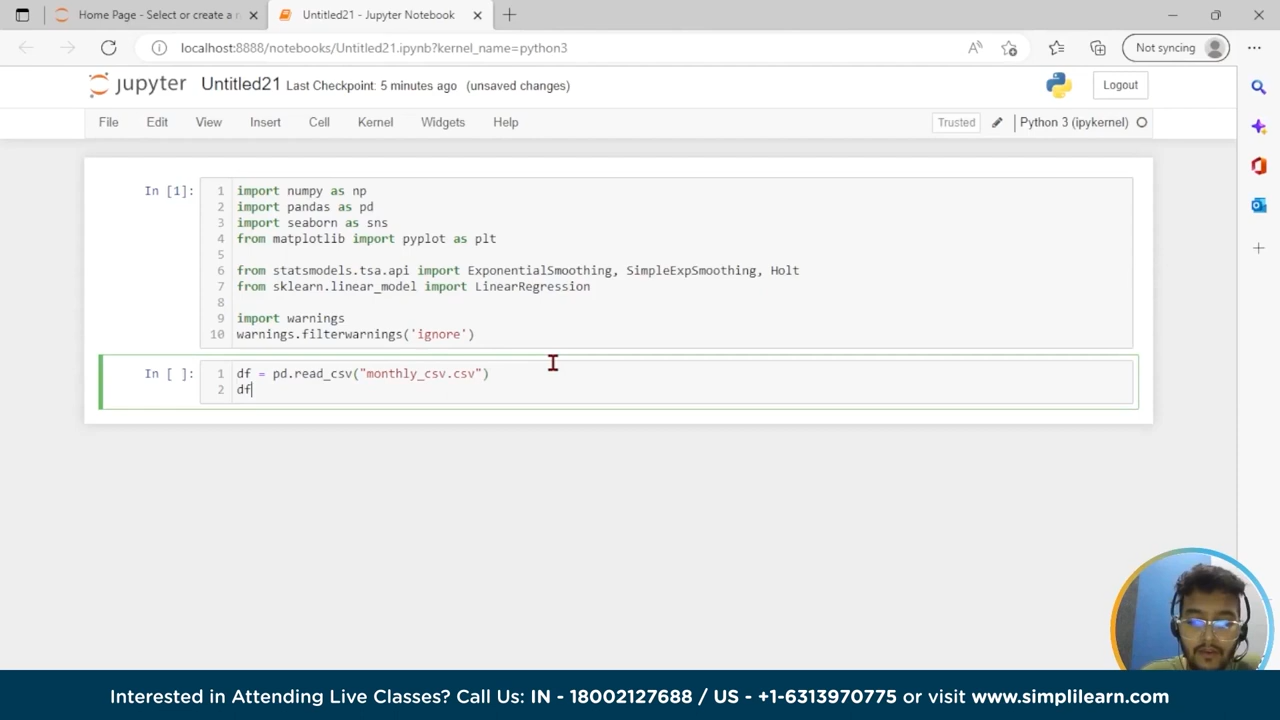 Home Page - Select or create a n
Untitled21 - Jupyter Notebook
localhost:8888/notebooks/Untitled21.ipynb?kernel_name=python3
Not syncing
jupyter Untitled21 Last Checkpoint: 5 minutes ago (unsaved changes)
Logout
File Edit View Insert Cell Kernel Widgets Help
Trusted
Python 3 (ipykernel)
In [1]:
1 import numpy as np
2 import pandas as pd
3 import seaborn as sns
4 from matplotlib import pyplot as plt
5
6 from statsmodels.tsa.api import ExponentialSmoothing, SimpleExpSmoothing, Holt
7 from sklearn.linear_model import LinearRegression
8
9 import warnings
10 warnings.filterwarnings('ignore')
In [ ]:
1 df = pd.read_csv("monthly_csv.csv")
2 df
Interested in Attending Live Classes? Call Us: IN - 18002127688 / US - +1-6313970775 or visit www.simplilearn.com